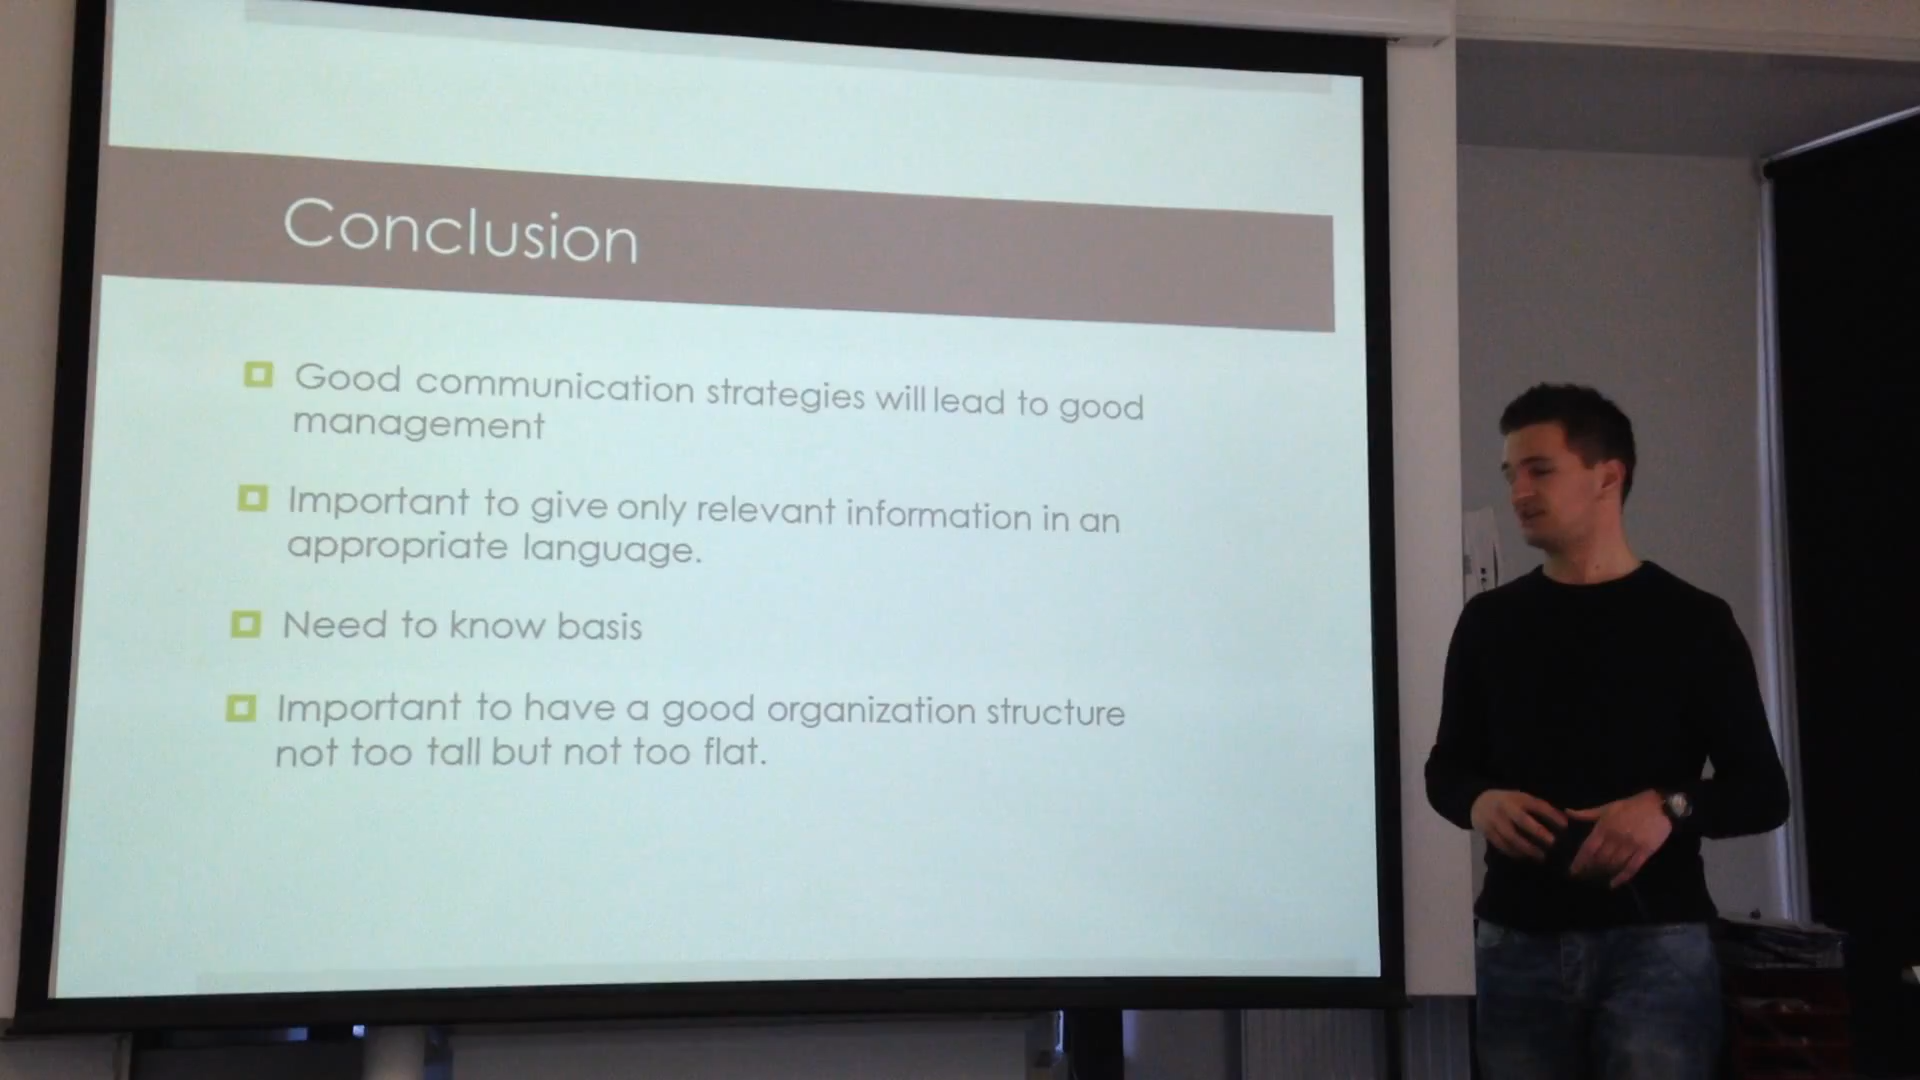 Conclusion
Good communication strategies will lead to good
management
Important to give only relevant information in an
appropriate language.
Need to know basis
Important to have a good organization structure
not too tall but not too flat.